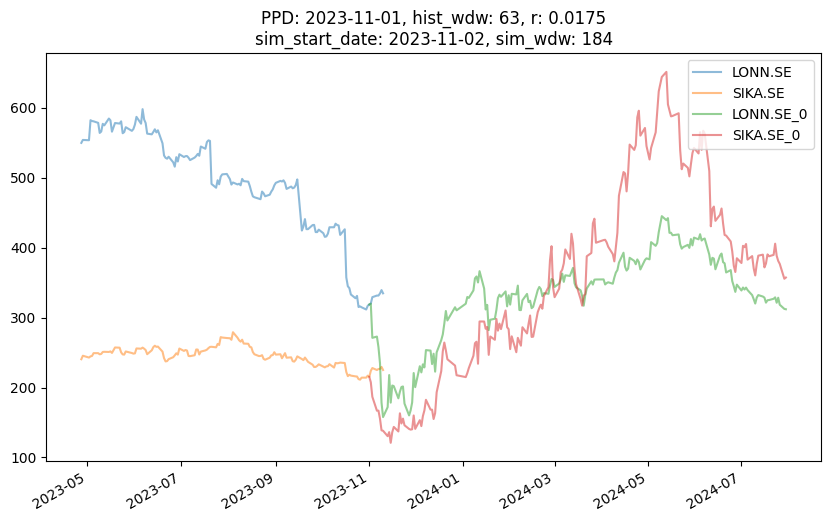 PPD: 2023-11-01, hist_wdw: 63, r: 0.0175
sim_start_date: 2023-11-02, sim_wdw: 184
LONN.SE
SIKA.SE
LONN.SE_0
SIKA.SE_0
600
500
400
300
200
100
2023-05
2023-07
2023-09
2023-11
2024-01
2024-03
2024-05
2024-07